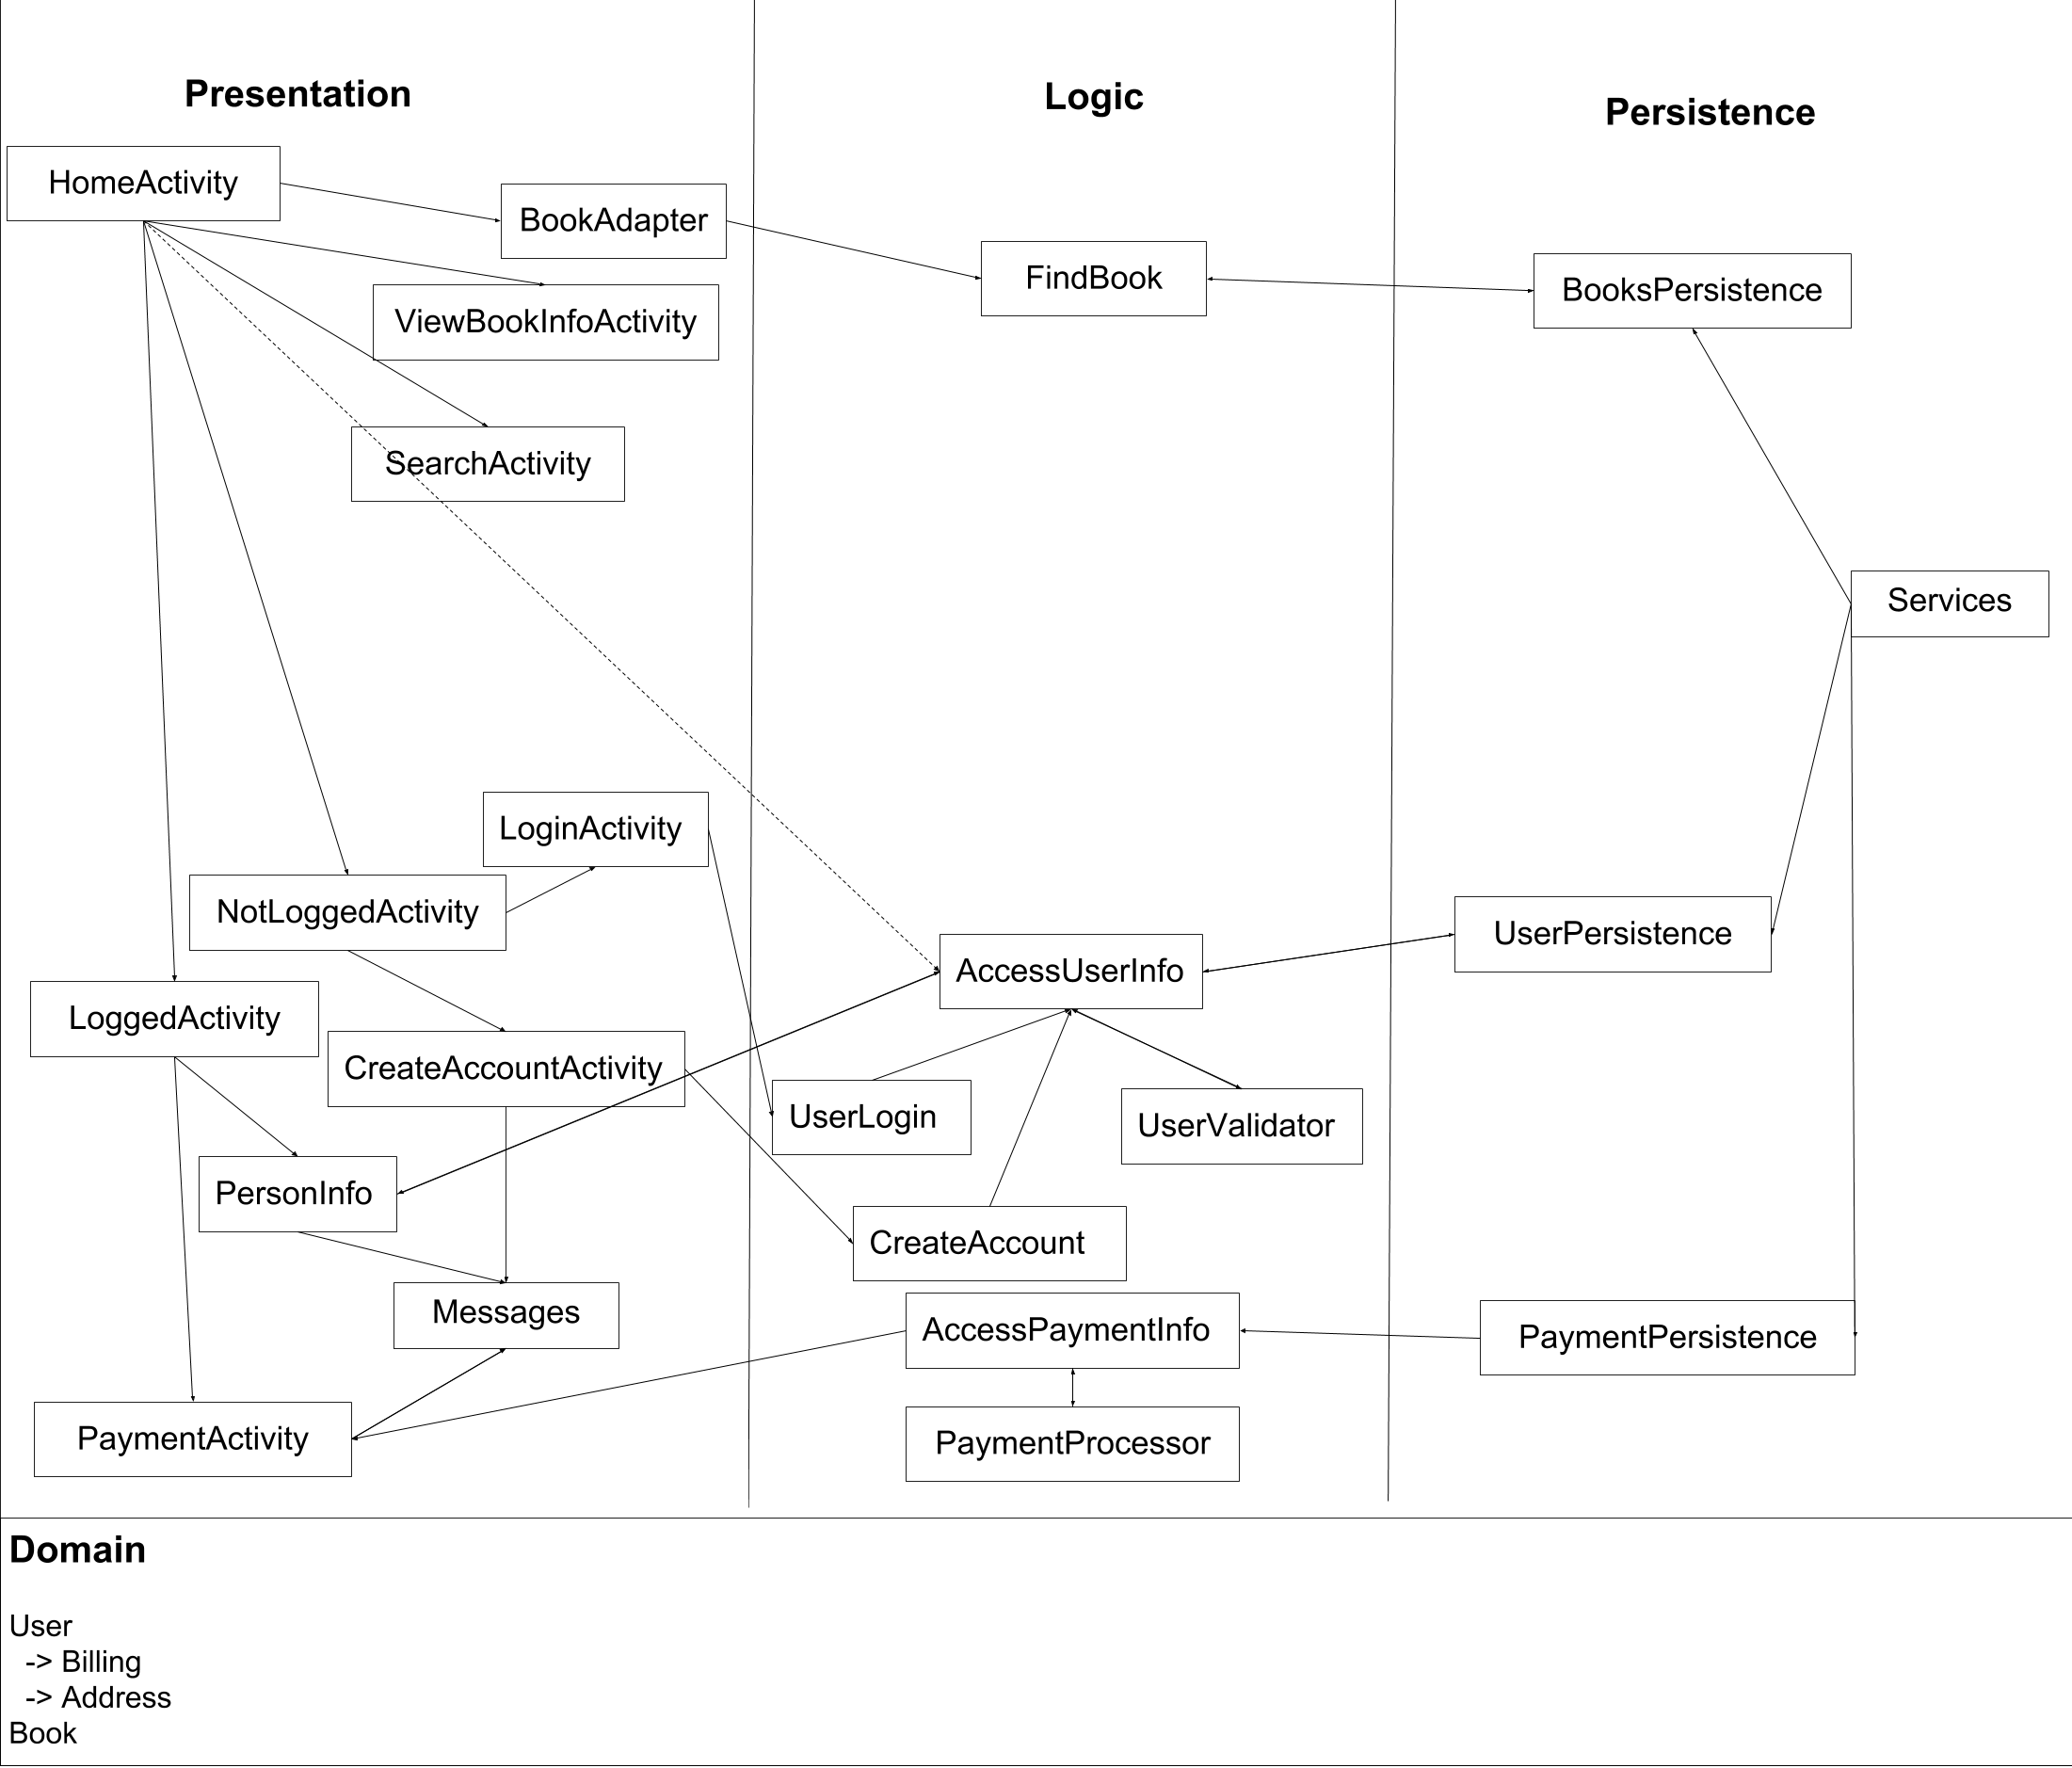 Presentation
Logic
Persistence
HomeActivity
BookAdapter
FindBook
BooksPersistence
ViewBookInfoActivity
SearchActivity
Services
LoginActivity
NotLoggedActivity
UserPersistence
AccessUserInfo
LoggedActivity
CreateAccountActivity
UserLogin
UserValidator
PersonInfo
CreateAccount
Messages
AccessPaymentInfo
PaymentPersistence
PaymentActivity
PaymentProcessor
Domain
User
-> Billing
-> Address
Book